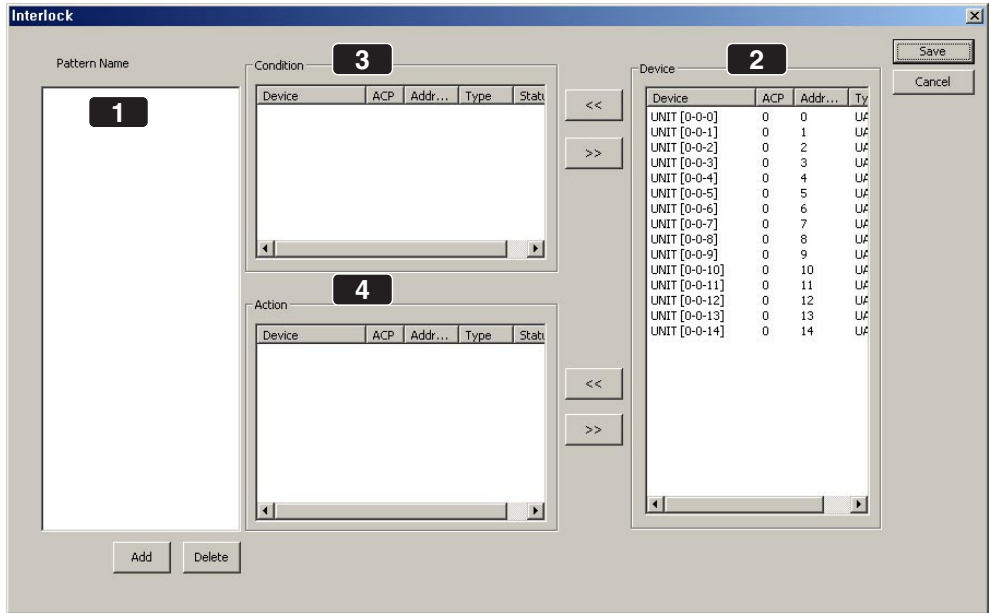 Interlock
Pattern Name
1
Add Delete
Condition
3
Device ACP Addr... Type Statu
Action
4
Device ACP Addr... Type Statu
<<
>>
<<
>>
Device
2
Device ACP Addr... Ty
UNIT [0-0-0] 0 0 UA
UNIT [0-0-1] 0 1 UA
UNIT [0-0-2] 0 2 UA
UNIT [0-0-3] 0 3 UA
UNIT [0-0-4] 0 4 UA
UNIT [0-0-5] 0 5 UA
UNIT [0-0-6] 0 6 UA
UNIT [0-0-7] 0 7 UA
UNIT [0-0-8] 0 8 UA
UNIT [0-0-9] 0 9 UA
UNIT [0-0-10] 0 10 UA
UNIT [0-0-11] 0 11 UA
UNIT [0-0-12] 0 12 UA
UNIT [0-0-13] 0 13 UA
UNIT [0-0-14] 0 14 UA
Save
Cancel